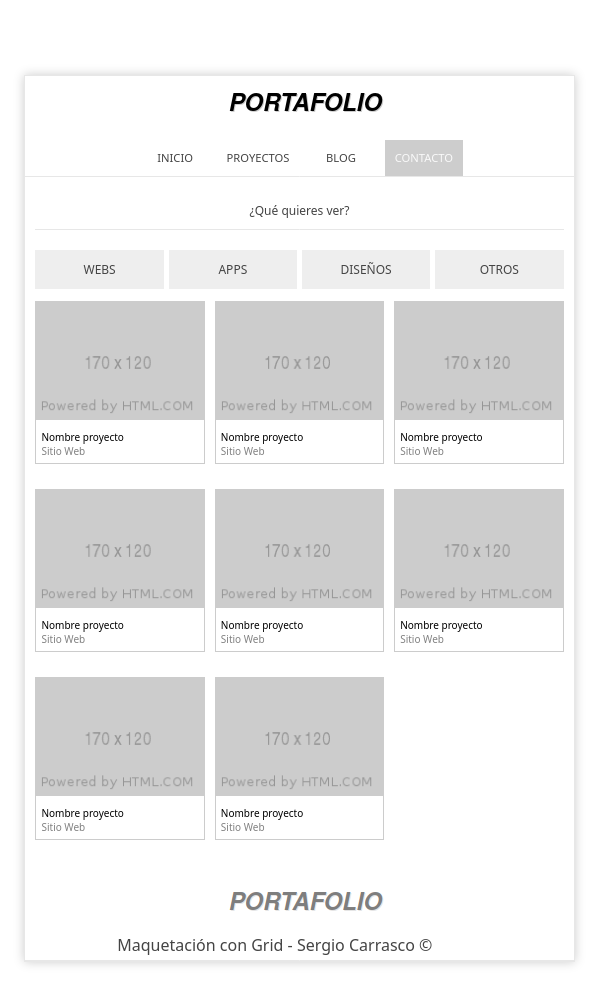 PORTAFOLIO
INICIO PROYECTOS BLOG CONTACTO
¿Qué quieres ver?
WEBS APPS DISEÑOS OTROS
170 x 120 170 x 120 170 x 120
Powered by HTML.COM Powered by HTML.COM Powered by HTML.COM
Nombre proyecto Nombre proyecto Nombre proyecto
Sitio Web Sitio Web Sitio Web
170 x 120 170 x 120 170 x 120
Powered by HTML.COM Powered by HTML.COM Powered by HTML.COM
Nombre proyecto Nombre proyecto Nombre proyecto
Sitio Web Sitio Web Sitio Web
170 x 120 170 x 120
Powered by HTML.COM Powered by HTML.COM
Nombre proyecto Nombre proyecto
Sitio Web Sitio Web
PORTAFOLIO
Maquetación con Grid - Sergio Carrasco ©